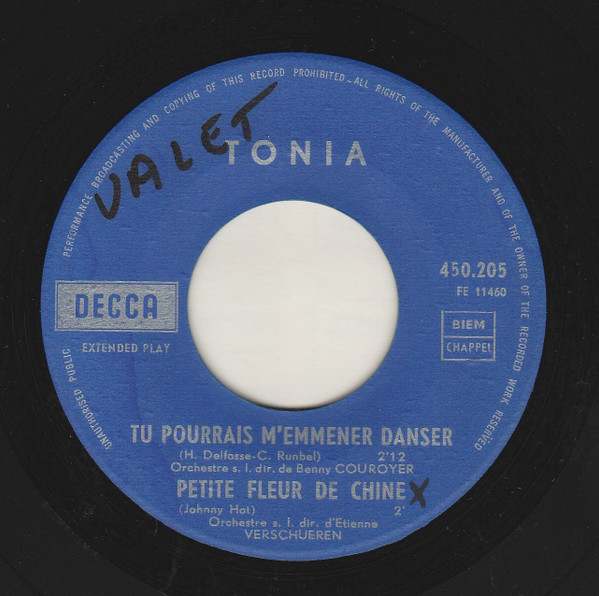 UNAUTHORISED PUBLIC PERFORMANCE BROADCASTING AND COPYING OF THIS RECORD PROHIBITED–ALL RIGHTS OF THE MANUFACTURER AND OF THE OWNER OF THE RECORDED WORK RESERVED
VALET
TONIA
450.205
FE 11460
DECCA
BIEM
CHAPPEL
EXTENDED PLAY
TU POURRAIS M'EMMENER DANSER
(H. Delfosse-C. Runbel) 2'12
Orchestre s. l. dir. de Benny COUROYER
PETITE FLEUR DE CHINE X
(Johnny Hot) 2'
Orchestre s. l. dir. d'Etienne
VERSCHUEREN